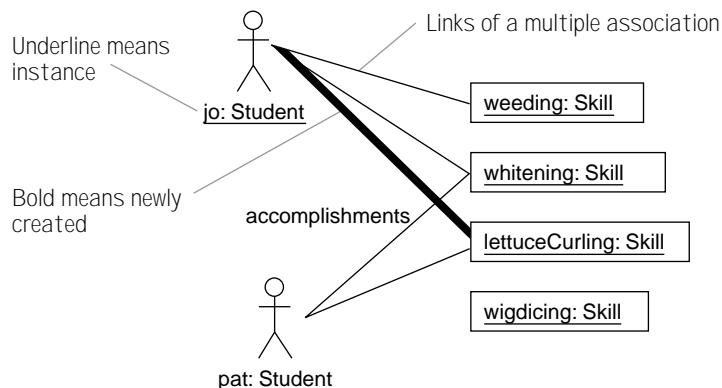 Links of a multiple association
Underline means
instance
weeding: Skill
jo: Student
whitening: Skill
Bold means newly
created
accomplishments
lettuceCurling: Skill
wigdicing: Skill
pat: Student